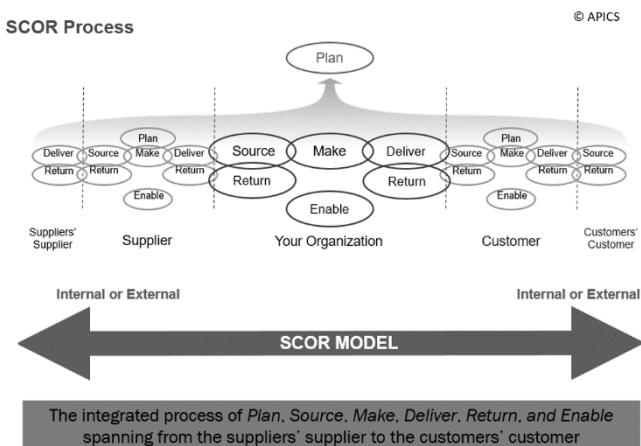 © APICS
SCOR Process
Plan
Plan
Plan
Deliver
Source
Make
Deliver
Source
Make
Deliver
Source
Make
Deliver
Source
Return
Return
Return
Return
Return
Return
Return
Return
Enable
Enable
Enable
Suppliers'
Supplier
Supplier
Your Organization
Customer
Customers'
Customer
Internal or External
Internal or External
SCOR MODEL
The integrated process of Plan, Source, Make, Deliver, Return, and Enable
spanning from the suppliers' supplier to the customers' customer